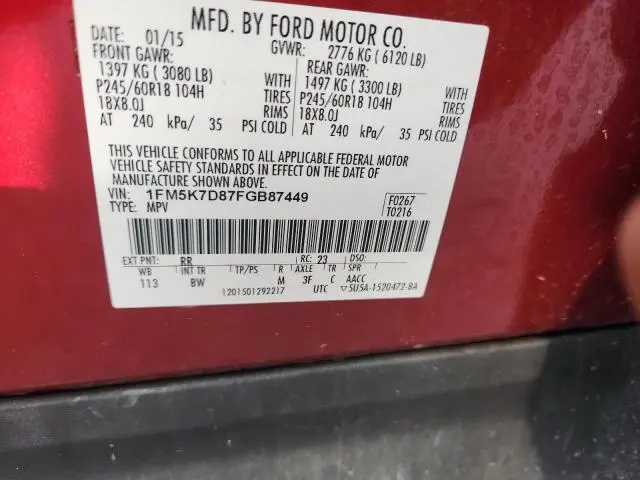 MFD. BY FORD MOTOR CO.
DATE: 01/15 GVWR: 2776 KG ( 6120 LB)
FRONT GAWR: REAR GAWR:
1397 KG ( 3080 LB) WITH 1497 KG ( 3300 LB) WITH
P245/60R18 104H TIRES P245/60R18 104H TIRES
18X8.0J RIMS 18X8.0J RIMS
AT 240 kPa/ 35 PSI COLD AT 240 kPa/ 35 PSI COLD
THIS VEHICLE CONFORMS TO ALL APPLICABLE FEDERAL MOTOR
VEHICLE SAFETY STANDARDS IN EFFECT ON THE DATE OF
MANUFACTURE SHOWN ABOVE.
VIN: 1FM5K7D87FGB87449 F0267
TYPE: MPV T0216
EXT PNT: RR RC: 23 DSO:
WB INT TR TP/PS R AXLE TR SPR
113 BW M 3F C AACC
1201501292217 UTC ▽5U5A-1520472-BA